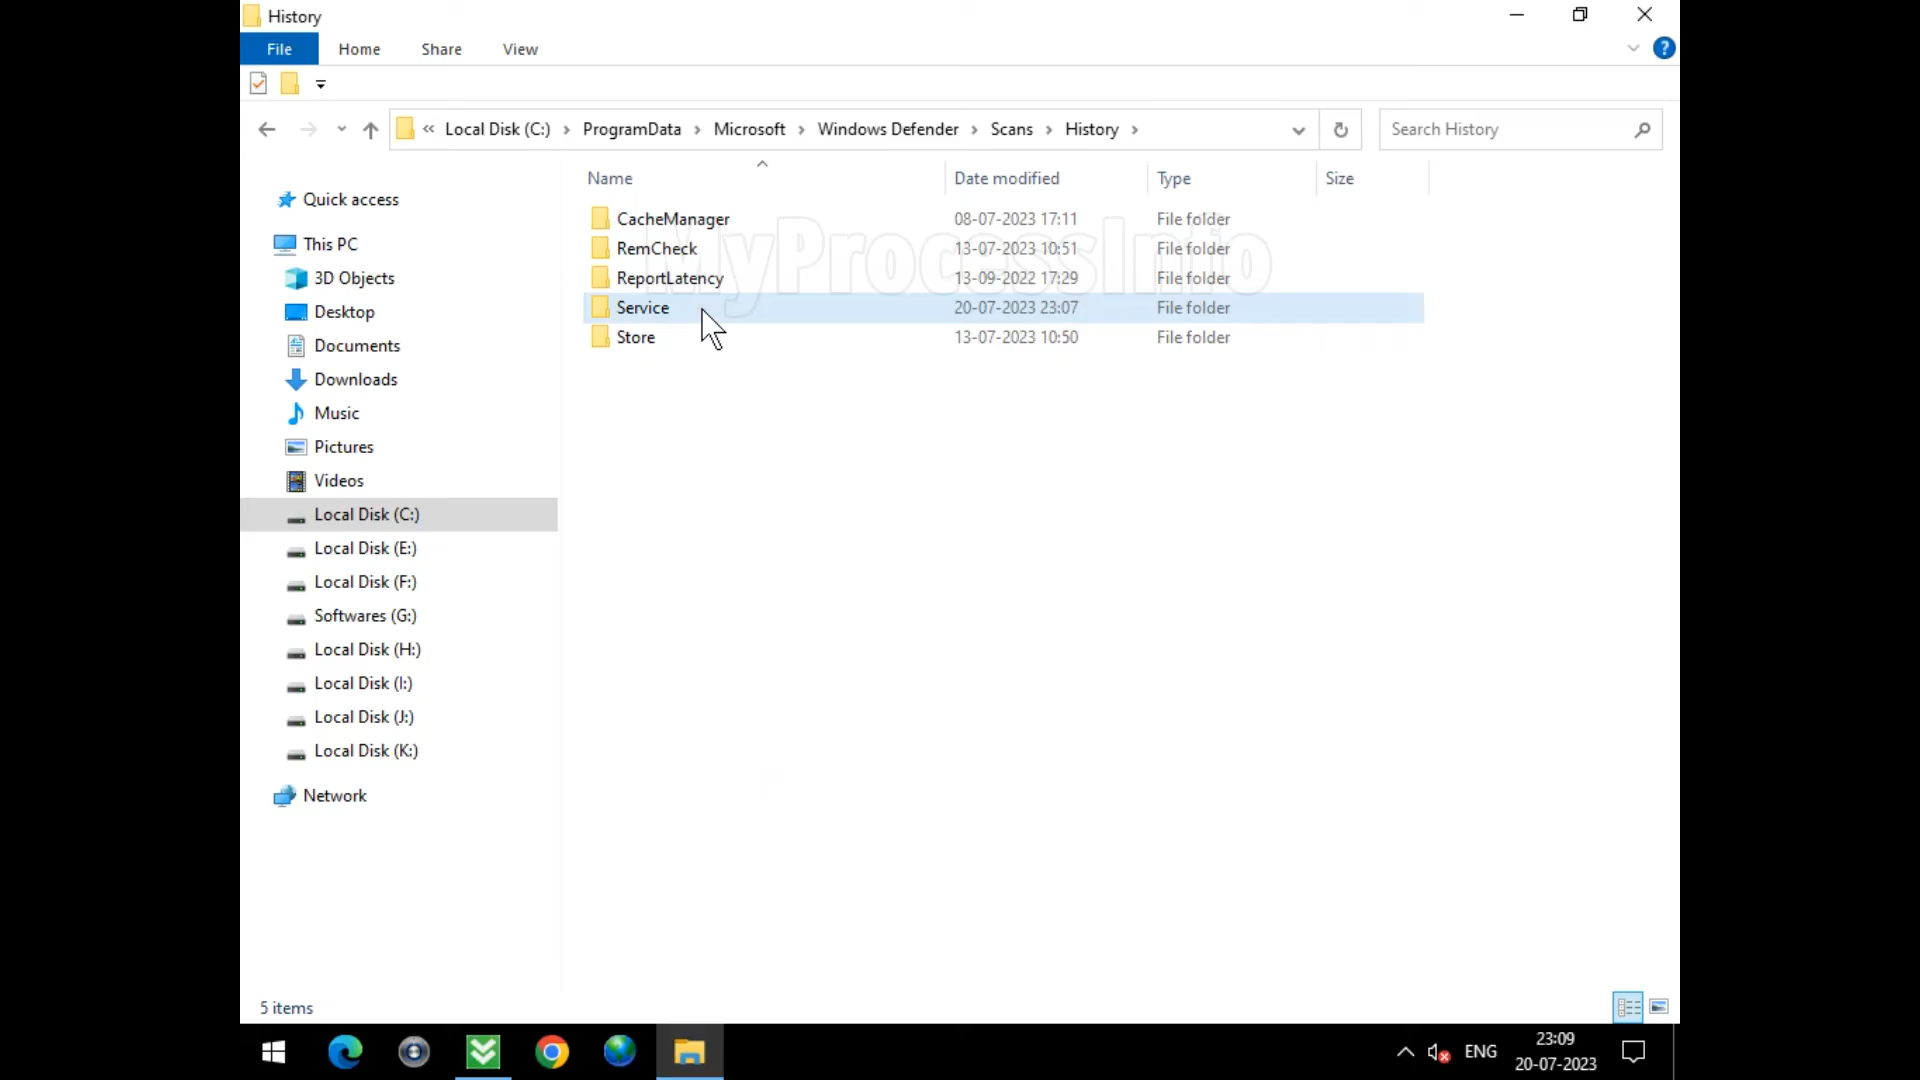 History
File Home Share View
?
« Local Disk (C:) › ProgramData › Microsoft › Windows Defender › Scans › History ›
Search History
Name Date modified Type Size
CacheManager 08-07-2023 17:11 File folder
RemCheck 13-07-2023 10:51 File folder
ReportLatency 13-09-2022 17:29 File folder
Service 20-07-2023 23:07 File folder
Store 13-07-2023 10:50 File folder
MyProcessInfo
Quick access
This PC
3D Objects
Desktop
Documents
Downloads
Music
Pictures
Videos
Local Disk (C:)
Local Disk (E:)
Local Disk (F:)
Softwares (G:)
Local Disk (H:)
Local Disk (I:)
Local Disk (J:)
Local Disk (K:)
Network
5 items
ENG
23:09
20-07-2023